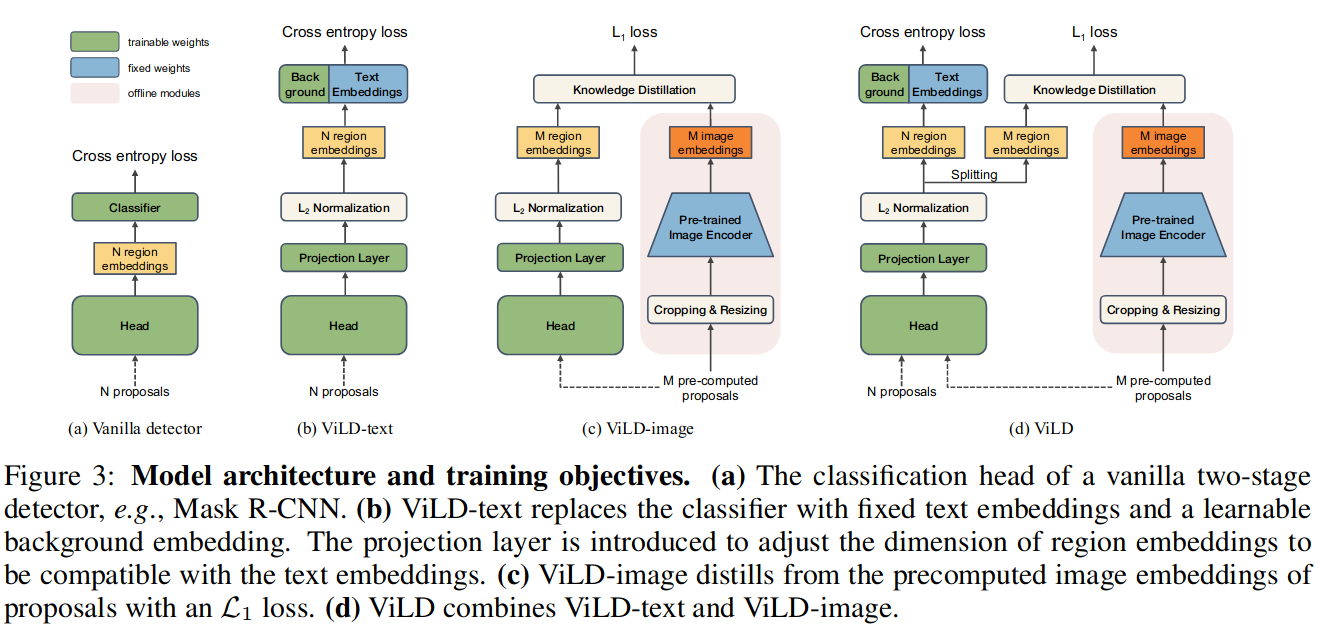 trainable weights
fixed weights
offline modules
Cross entropy loss
Classifier
N region
embeddings
Head
N proposals
(a) Vanilla detector
Cross entropy loss
Back
ground
Text
Embeddings
N region
embeddings
L2 Normalization
Projection Layer
Head
N proposals
(b) ViLD-text
L1 loss
Knowledge Distillation
M region
embeddings
M image
embeddings
L2 Normalization
Pre-trained
Image Encoder
Projection Layer
Head
Cropping & Resizing
M pre-computed
proposals
(c) ViLD-image
Cross entropy loss
L1 loss
Back
ground
Text
Embeddings
Knowledge Distillation
N region
embeddings
M region
embeddings
M image
embeddings
Splitting
L2 Normalization
Pre-trained
Image Encoder
Projection Layer
Head
Cropping & Resizing
N proposals
M pre-computed
proposals
(d) ViLD
Figure 3: Model architecture and training objectives. (a) The classification head of a vanilla two-stage
detector, e.g., Mask R-CNN. (b) ViLD-text replaces the classifier with fixed text embeddings and a learnable
background embedding. The projection layer is introduced to adjust the dimension of region embeddings to
be compatible with the text embeddings. (c) ViLD-image distills from the precomputed image embeddings of
proposals with an L1 loss. (d) ViLD combines ViLD-text and ViLD-image.